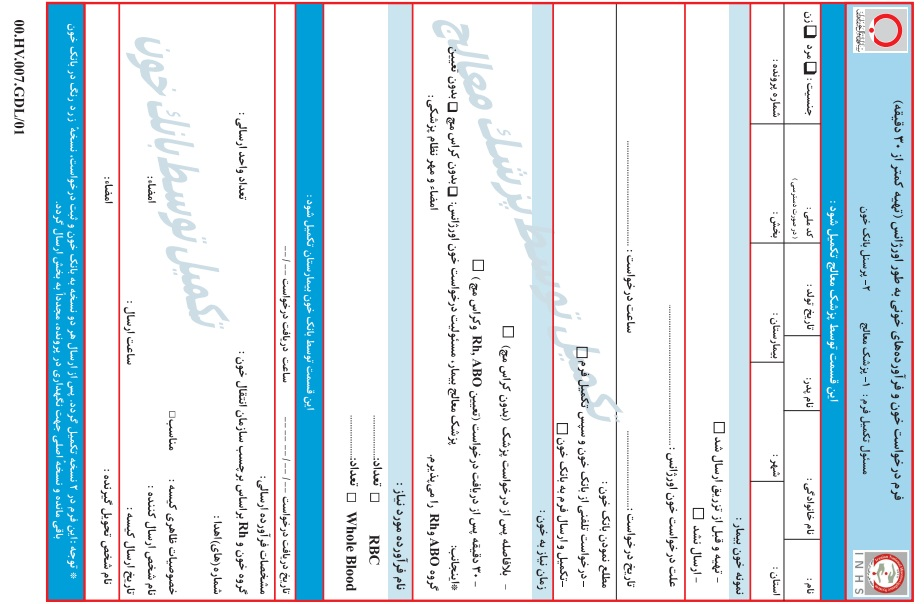 فرم درخواست خون و فرآورده‌های خونی به طور اورژانس (تهیه کمتر از ۳۰ دقیقه)
مسئول تکمیل فرم: ۱- پزشک معالج ۲- پرسنل بانک خون
INHS
این قسمت توسط پزشک معالج تکمیل شود :
نام : نام خانوادگی: نام پدر: تاریخ تولد: کد ملی: (در صورت دسترسی) جنسیت: مرد □ زن □
استان: شهر: بیمارستان: بخش: شماره پرونده:
نمونه خون بیمار:
- تهیه و قبل از تزریق ارسال شد □
- ارسال نشد □
علت درخواست خون اورژانس :
تاریخ درخواست : ساعت درخواست :
مطلع نمودن بانک خون:
- درخواست تلفنی از بانک خون و سپس تکمیل فرم □
- تکمیل و ارسال فرم به بانک خون □
زمان نیاز به خون :
- بلافاصله پس از درخواست پزشک (بدون کراس مچ) □
- ۳۰ دقیقه پس از دریافت درخواست (تعیین Rh, ABO وکراس مچ) □
*اینجانب: پزشک معالج بیمار، مسئولیت درخواست خون اورژانس: □ بدون کراس مچ □ بدون تعیین
گروه ABO و Rh را می‌پذیرم. امضاء و مهر نظام پزشکی:
تکمیل توسط پزشک معالج
نام فرآورده مورد نیاز :
RBC □ تعداد:
Whole Blood □ تعداد:
این قسمت توسط بانک خون بیمارستان تکمیل شود :
تاریخ دریافت درخواست ---- / -- / -- ساعت دریافت درخواست -- / --
مشخصات فرآورده ارسالی:
گروه خون و Rh براساس برچسب سازمان انتقال خون : تعداد واحد ارسالی :
شماره(های)اهدا:
خصوصیات ظاهری کیسه : مناسب□
نام شخص ارسال کننده : امضاء:
تاریخ ارسال کیسه : ساعت ارسال :
نام شخص تحویل گیرنده : امضاء:
تکمیل توسط بانک خون
* توجه : این فرم در ۲ نسخه تکمیل گردد. پس از ارسال هر دو نسخه به بانک خون و ثبت درخواست، نسخهٔ زرد رنگ در بانک خون
باقی مانده و نسخه اصلی جهت نگهداری در پرونده، مجدداً به بخش ارسال گردد.
00.HV.007.GDL/01